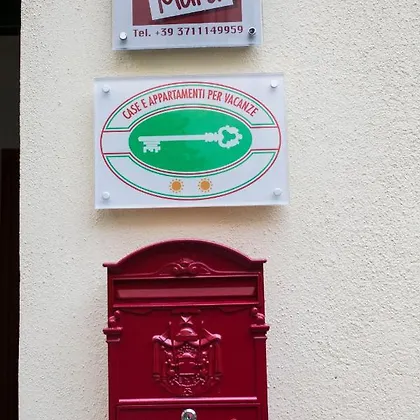 Tel. +39 3711149959
CASE E APPARTAMENTI PER VACANZE